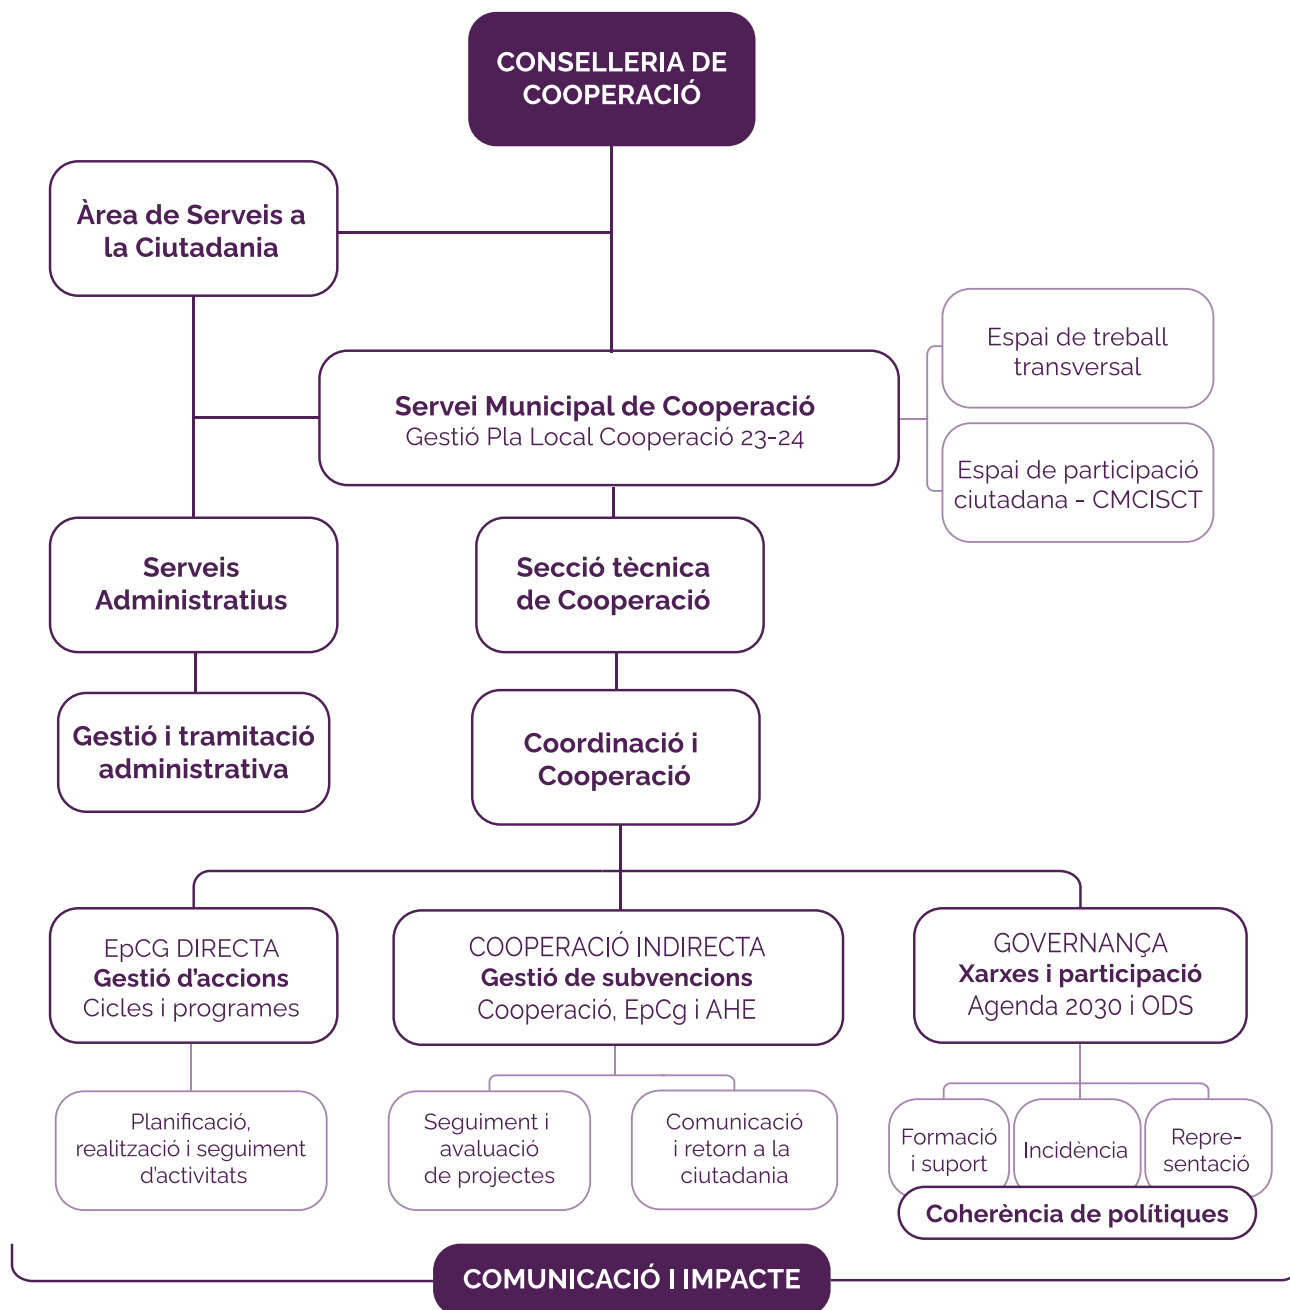 CONSELLERIA DE
COOPERACIÓ
Àrea de Serveis a
la Ciutadania
Espai de treball
transversal
Servei Municipal de Cooperació
Gestió Pla Local Cooperació 23-24
Espai de participació
ciutadana - CMCISCT
Serveis
Administratius
Secció tècnica
de Cooperació
Gestió i tramitació
administrativa
Coordinació i
Cooperació
EpCG DIRECTA
Gestió d'accions
Cicles i programes
COOPERACIÓ INDIRECTA
Gestió de subvencions
Cooperació, EpCg i AHE
GOVERNANÇA
Xarxes i participació
Agenda 2030 i ODS
Planificació,
realització i seguiment
d'activitats
Seguiment i
avaluació
de projectes
Comunicació
i retorn a la
ciutadania
Formació
i suport
Incidència
Repre-
sentació
Coherència de polítiques
COMUNICACIÓ I IMPACTE